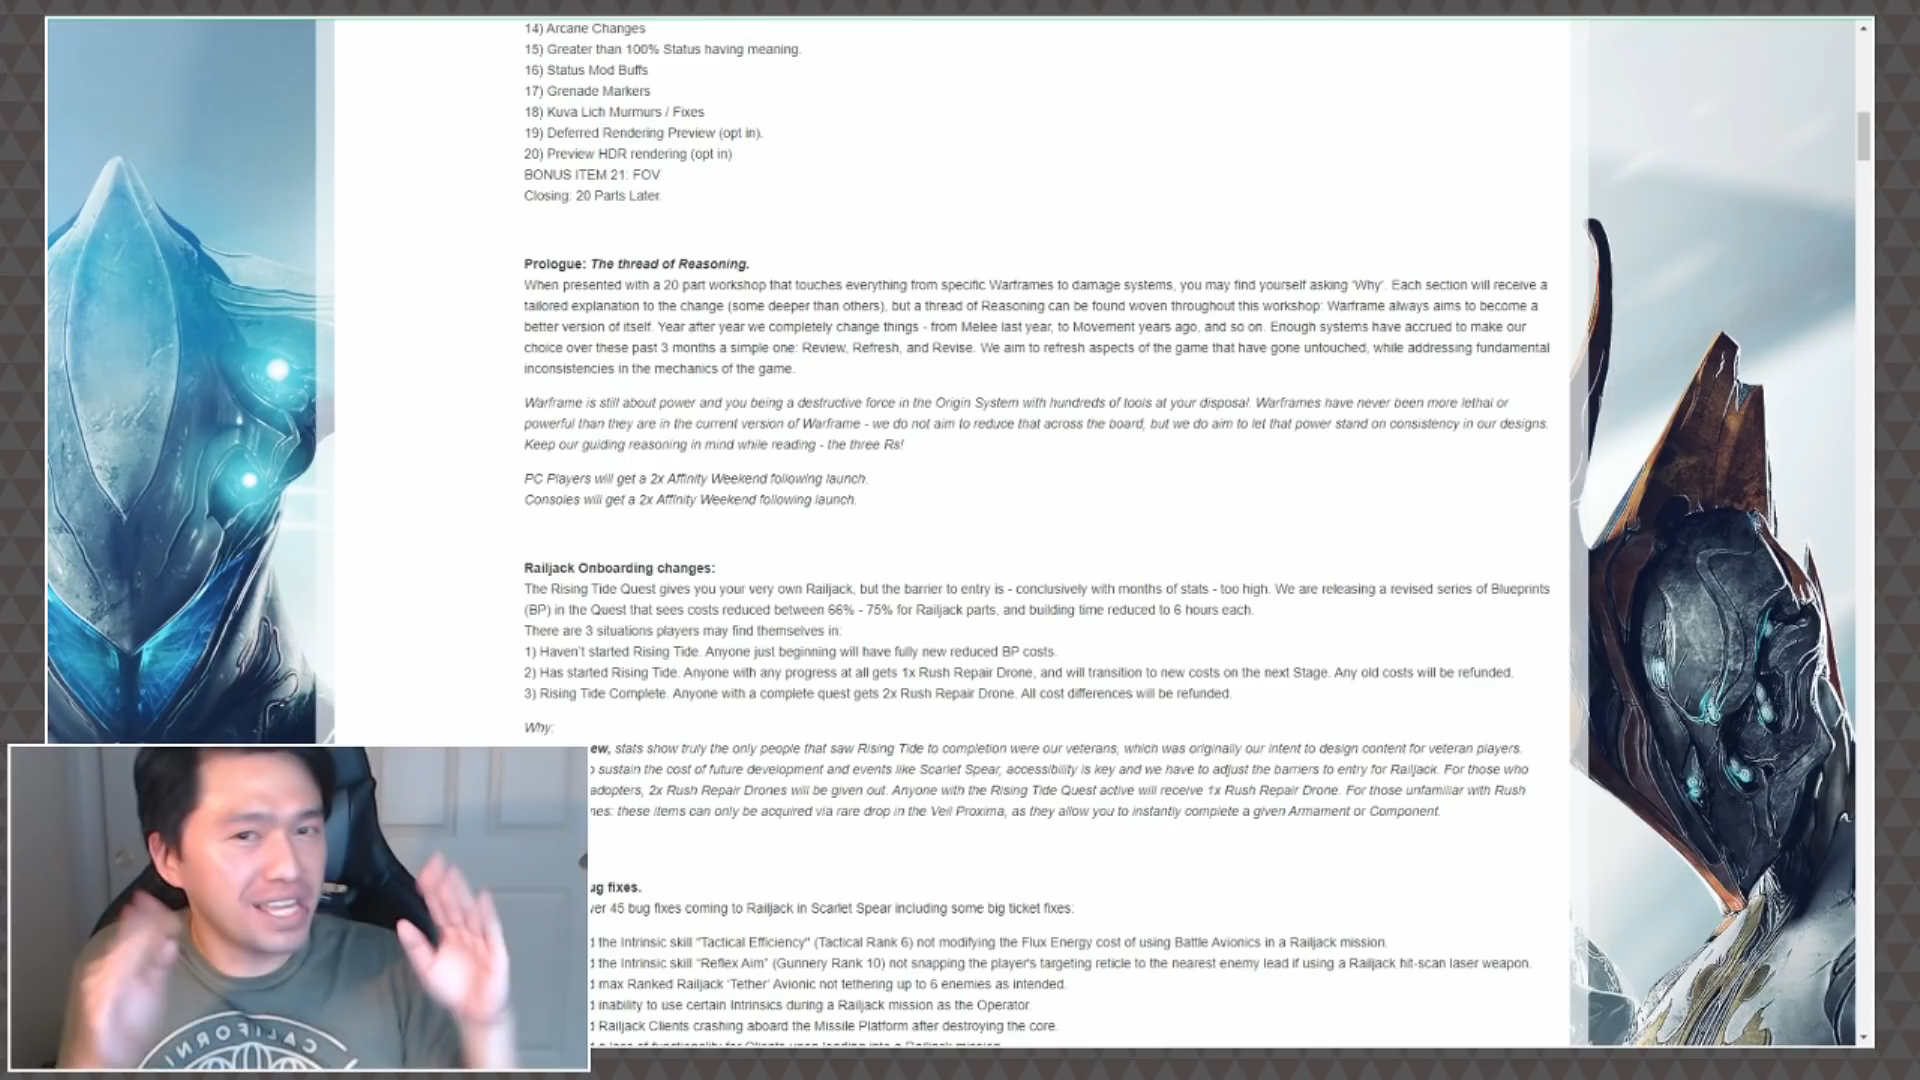 14) Arcane Changes
15) Greater than 100% Status having meaning.
16) Status Mod Buffs
17) Grenade Markers
18) Kuva Lich Murmurs / Fixes
19) Deferred Rendering Preview (opt in).
20) Preview HDR rendering (opt in)
BONUS ITEM 21: FOV
Closing: 20 Parts Later.
Prologue: The thread of Reasoning.
When presented with a 20 part workshop that touches everything from specific Warframes to damage systems, you may find yourself asking 'Why'. Each section will receive a
tailored explanation to the change (some deeper than others), but a thread of Reasoning can be found woven throughout this workshop: Warframe always aims to become a
better version of itself. Year after year we completely change things - from Melee last year, to Movement years ago, and so on. Enough systems have accrued to make our
choice over these past 3 months a simple one: Review, Refresh, and Revise. We aim to refresh aspects of the game that have gone untouched, while addressing fundamental
inconsistencies in the mechanics of the game.
Warframe is still about power and you being a destructive force in the Origin System with hundreds of tools at your disposal. Warframes have never been more lethal or
powerful than they are in the current version of Warframe - we do not aim to reduce that across the board, but we do aim to let that power stand on consistency in our designs.
Keep our guiding reasoning in mind while reading - the three Rs!
PC Players will get a 2x Affinity Weekend following launch.
Consoles will get a 2x Affinity Weekend following launch.
Railjack Onboarding changes:
The Rising Tide Quest gives you your very own Railjack, but the barrier to entry is - conclusively with months of stats - too high. We are releasing a revised series of Blueprints
(BP) in the Quest that sees costs reduced between 66% - 75% for Railjack parts, and building time reduced to 6 hours each.
There are 3 situations players may find themselves in:
1) Haven't started Rising Tide. Anyone just beginning will have fully new reduced BP costs.
2) Has started Rising Tide. Anyone with any progress at all gets 1x Rush Repair Drone, and will transition to new costs on the next Stage. Any old costs will be refunded.
3) Rising Tide Complete. Anyone with a complete quest gets 2x Rush Repair Drone. All cost differences will be refunded.
Why:
ew, stats show truly the only people that saw Rising Tide to completion were our veterans, which was originally our intent to design content for veteran players.
o sustain the cost of future development and events like Scarlet Spear, accessibility is key and we have to adjust the barriers to entry for Railjack. For those who
adopters, 2x Rush Repair Drones will be given out. Anyone with the Rising Tide Quest active will receive 1x Rush Repair Drone. For those unfamiliar with Rush
nes: these items can only be acquired via rare drop in the Veil Proxima, as they allow you to instantly complete a given Armament or Component.
ug fixes.
ver 45 bug fixes coming to Railjack in Scarlet Spear including some big ticket fixes:
d the Intrinsic skill "Tactical Efficiency" (Tactical Rank 6) not modifying the Flux Energy cost of using Battle Avionics in a Railjack mission.
d the Intrinsic skill "Reflex Aim" (Gunnery Rank 10) not snapping the player's targeting reticle to the nearest enemy lead if using a Railjack hit-scan laser weapon.
d max Ranked Railjack 'Tether' Avionic not tethering up to 6 enemies as intended.
d inability to use certain Intrinsics during a Railjack mission as the Operator.
d Railjack Clients crashing aboard the Missile Platform after destroying the core.
d a loss of functionality for Clients upon loading into a Railjack mission.
CALIFORNI